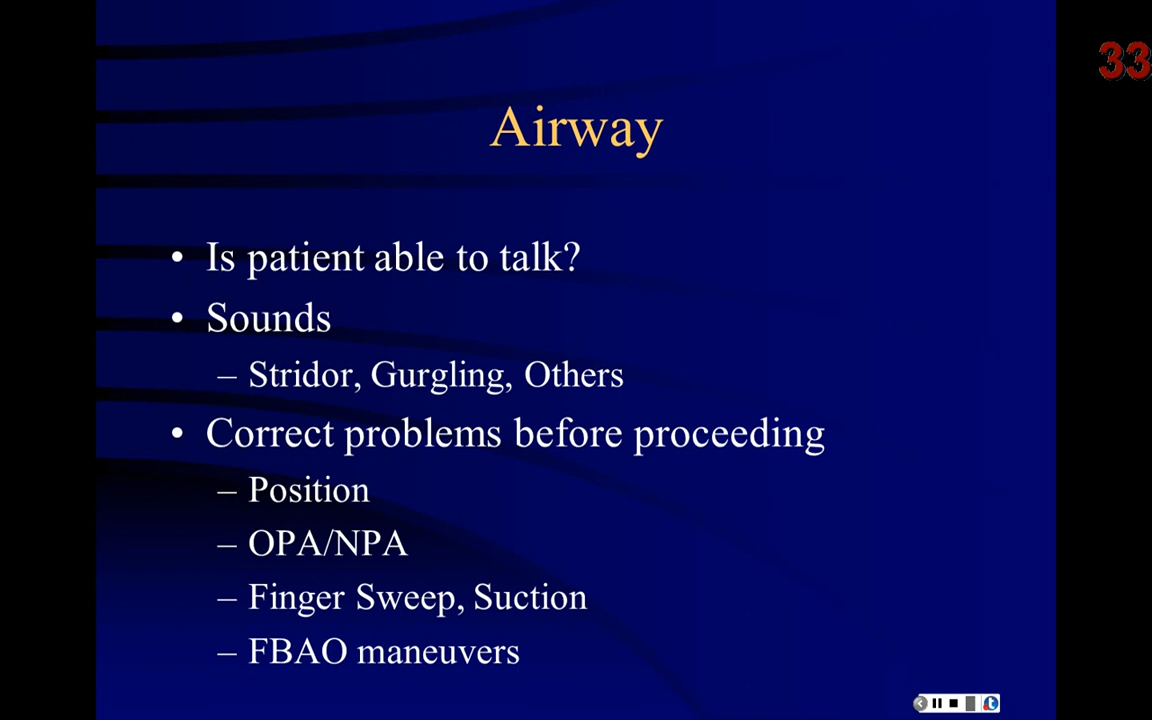 33
Airway
• Is patient able to talk?
• Sounds
– Stridor, Gurgling, Others
• Correct problems before proceeding
– Position
– OPA/NPA
– Finger Sweep, Suction
– FBAO maneuvers